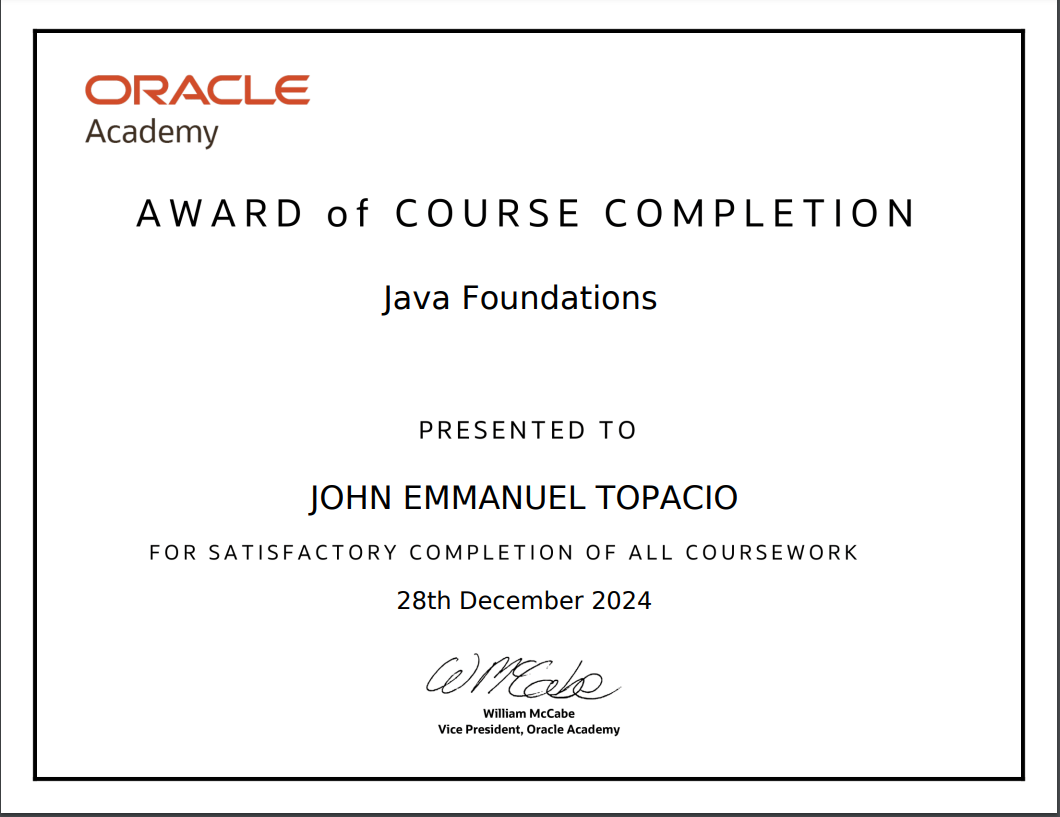 ORACLE
Academy
AWARD of COURSE COMPLETION
Java Foundations
PRESENTED TO
JOHN EMMANUEL TOPACIO
FOR SATISFACTORY COMPLETION OF ALL COURSEWORK
28th December 2024
W McCabe
William McCabe
Vice President, Oracle Academy